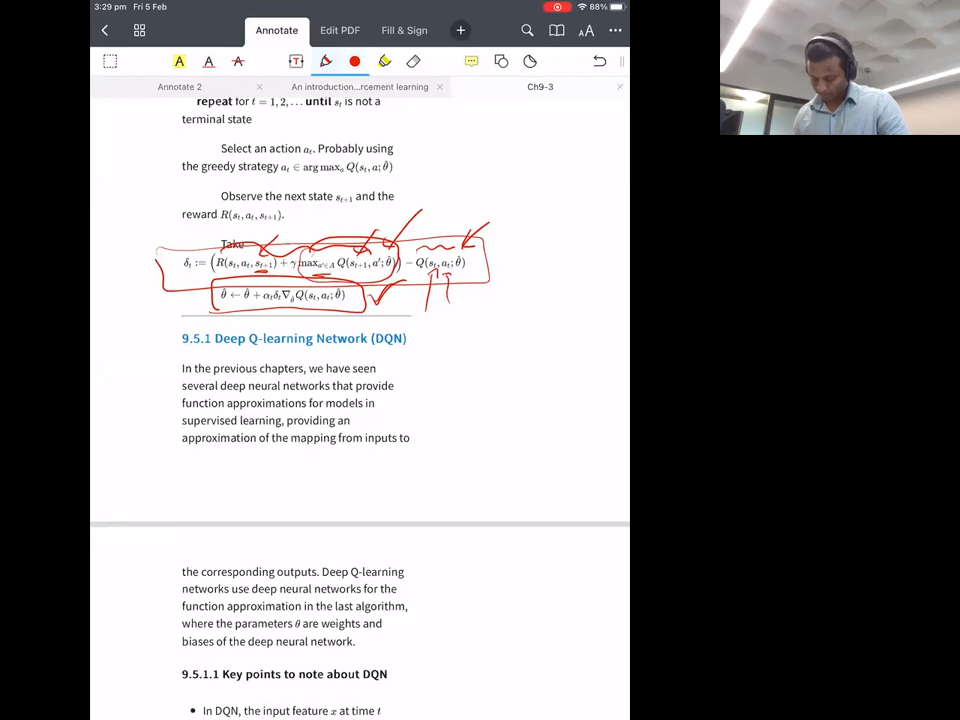 3:29 pm Fri 5 Feb
88%
Annotate
Edit PDF
Fill & Sign
AA
A A A T
Annotate 2
An introduction...rcement learning
Ch9-3
repeat for t = 1, 2, ... until s_t is not a
terminal state
Select an action a_t. Probably using
the greedy strategy a_t ∈ arg max_a Q(s_t, a; θ̂)
Observe the next state s_{t+1} and the
reward R(s_t, a_t, s_{t+1}).
Take
δ_t := (R(s_t, a_t, s_{t+1}) + γ max_{a'∈A} Q(s_{t+1}, a'; θ̂)) − Q(s_t, a_t; θ̂)
θ̂ ← θ̂ + α_t δ_t ∇_θ̂ Q(s_t, a_t; θ̂)
9.5.1 Deep Q-learning Network (DQN)
In the previous chapters, we have seen
several deep neural networks that provide
function approximations for models in
supervised learning, providing an
approximation of the mapping from inputs to
the corresponding outputs. Deep Q-learning
networks use deep neural networks for the
function approximation in the last algorithm,
where the parameters θ are weights and
biases of the deep neural network.
9.5.1.1 Key points to note about DQN
• In DQN, the input feature x at time t